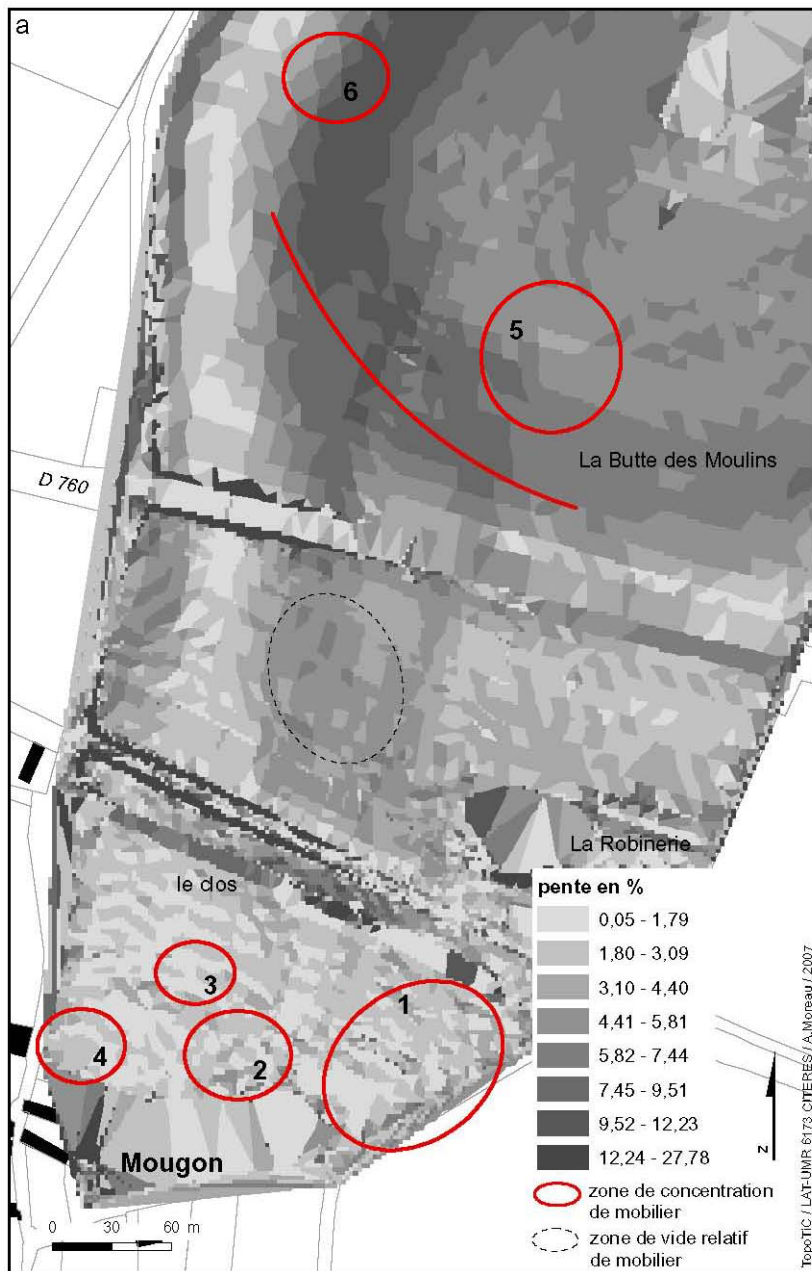 a
6
5
La Butte des Moulins
D 760
La Robinerie
le clos
3
1
4
2
Mougon
0 30 60 m
pente en %
0,05 - 1,79
1,80 - 3,09
3,10 - 4,40
4,41 - 5,81
5,82 - 7,44
7,45 - 9,51
9,52 - 12,23
12,24 - 27,78
zone de concentration
de mobilier
zone de vide relatif
de mobilier
N
TopoTIC / LAT-UMR 6173 CITERES / A.Moreau / 2007